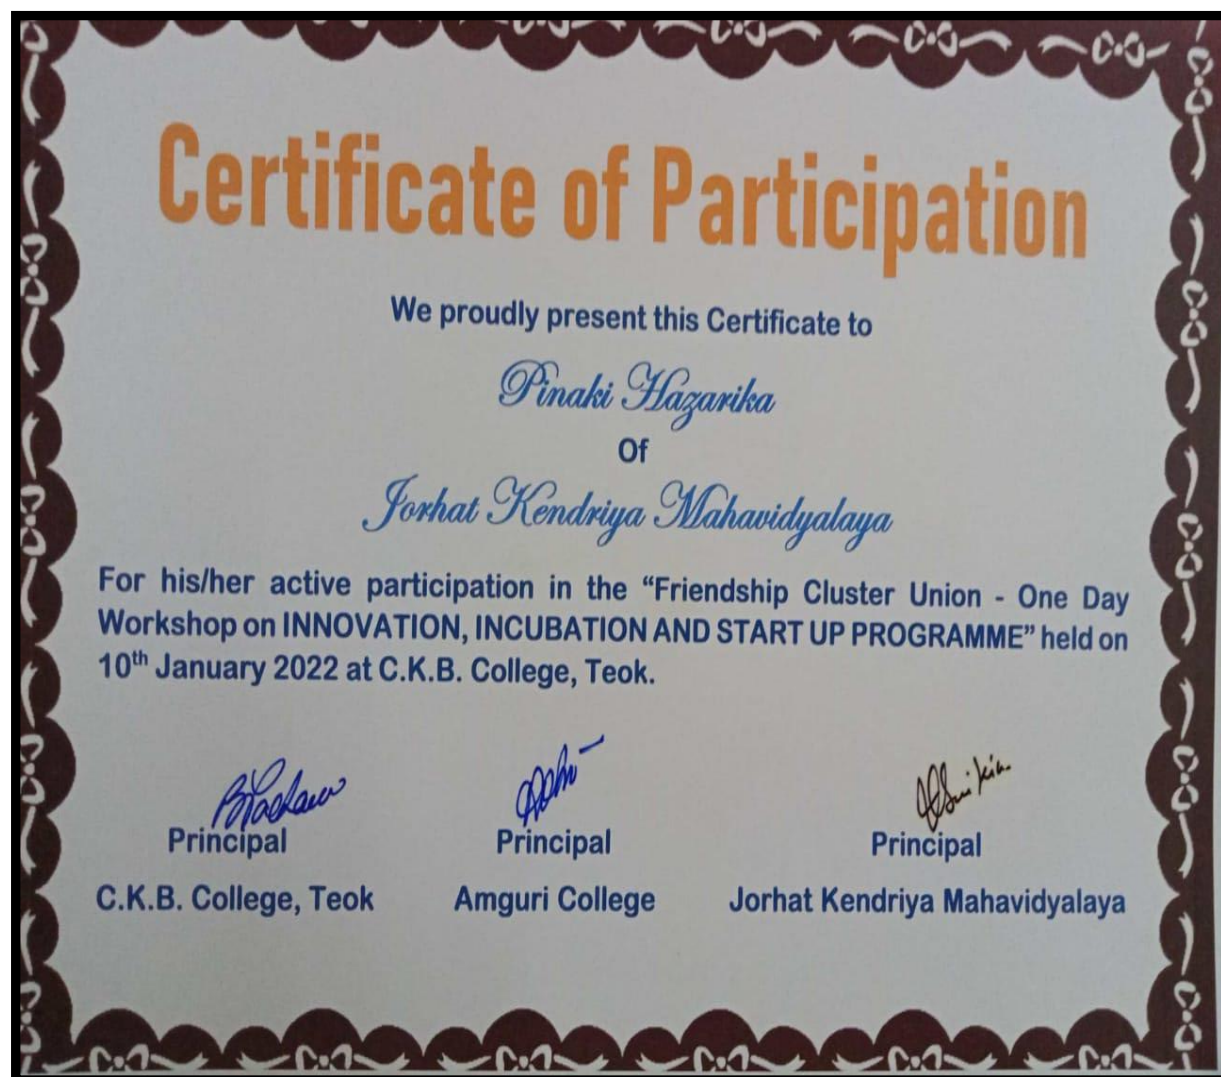 Certificate of Participation
We proudly present this Certificate to
Pinaki Hazarika
Of
Jorhat Kendriya Mahavidyalaya
For his/her active participation in the “Friendship Cluster Union - One Day
Workshop on INNOVATION, INCUBATION AND START UP PROGRAMME” held on
10th January 2022 at C.K.B. College, Teok.
Principal Principal Principal
C.K.B. College, Teok Amguri College Jorhat Kendriya Mahavidyalaya